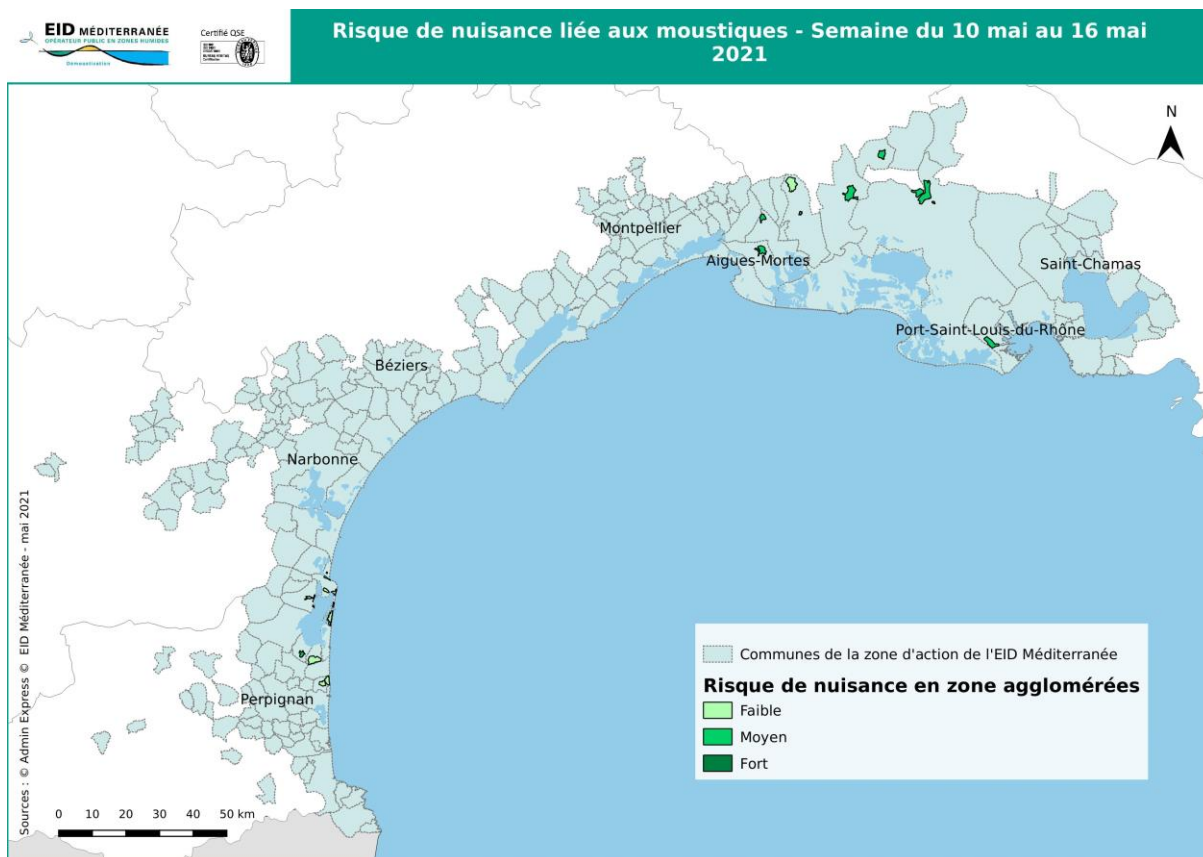 EID MÉDITERRANÉE
OPÉRATEUR PUBLIC EN ZONES HUMIDES
Démoustication
Certifié QSE
Risque de nuisance liée aux moustiques - Semaine du 10 mai au 16 mai
2021
N
Montpellier
Aigues-Mortes
Saint-Chamas
Port-Saint-Louis-du-Rhône
Béziers
Narbonne
Perpignan
Communes de la zone d'action de l'EID Méditerranée
Risque de nuisance en zone agglomérées
Faible
Moyen
Fort
0 10 20 30 40 50 km
Sources : © Admin Express © EID Méditerranée - mai 2021